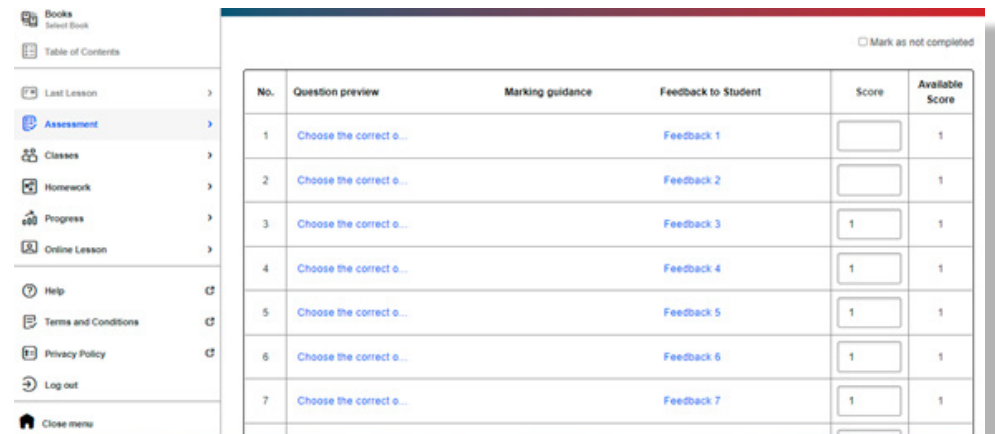 Books
Select Book
Table of Contents
Last Lesson
Assessment
Classes
Homework
Progress
Online Lesson
Help
Terms and Conditions
Privacy Policy
Log out
Close menu
Mark as not completed
No. Question preview Marking guidance Feedback to Student Score Available Score
1 Choose the correct o... Feedback 1 1
2 Choose the correct o... Feedback 2 1
3 Choose the correct o... Feedback 3 1 1
4 Choose the correct o... Feedback 4 1 1
5 Choose the correct o... Feedback 5 1 1
6 Choose the correct o... Feedback 6 1 1
7 Choose the correct o... Feedback 7 1 1